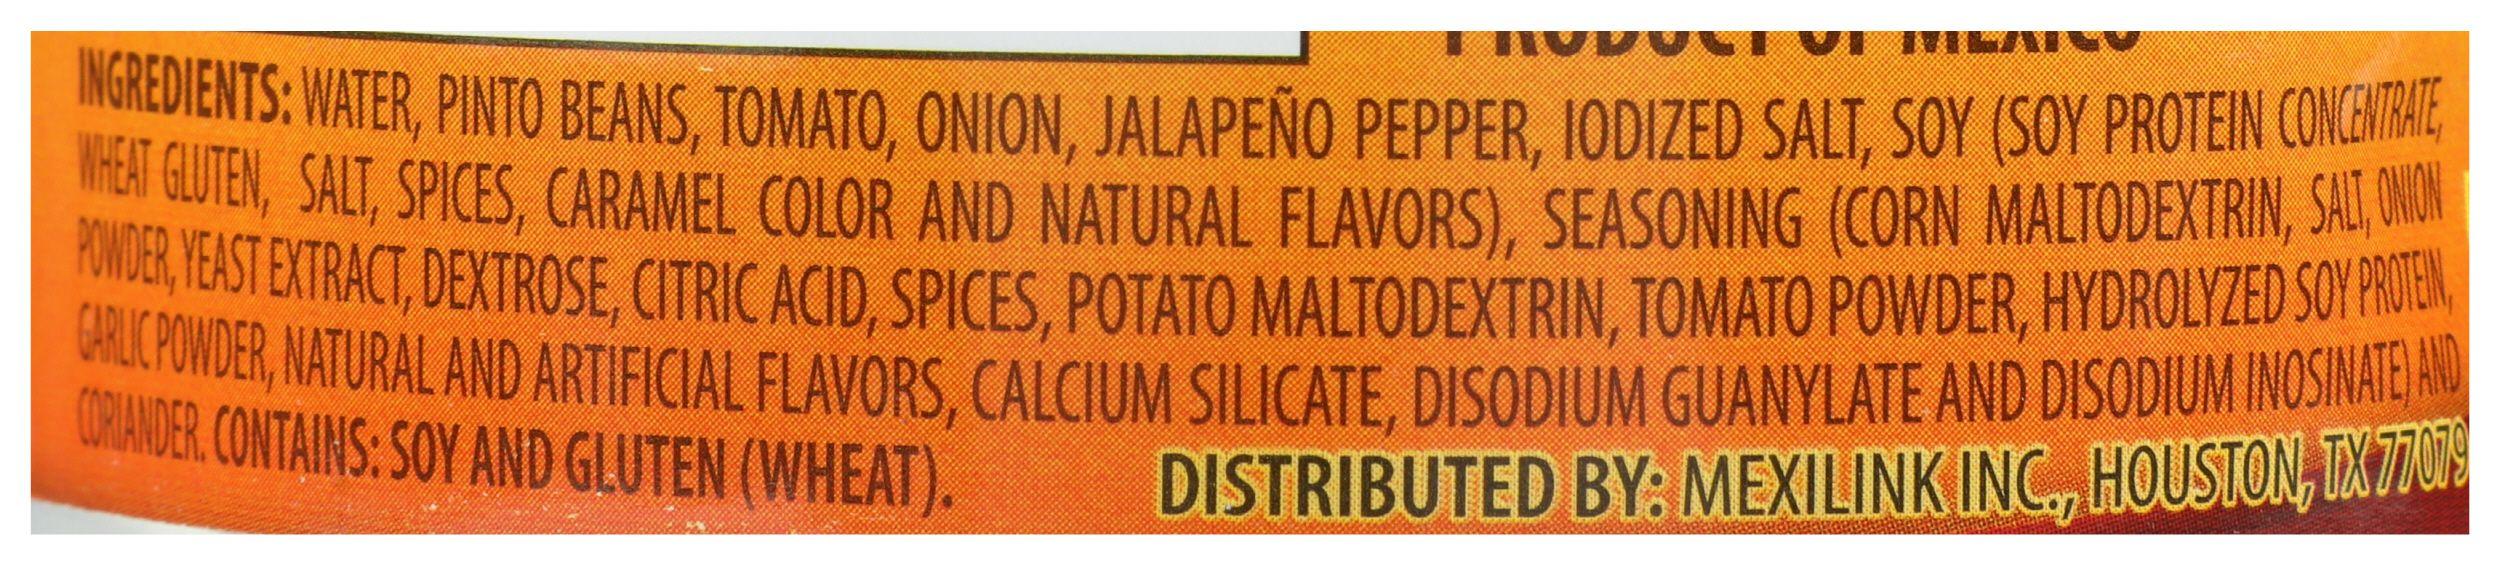 PRODUCT OF MEXICO
INGREDIENTS: WATER, PINTO BEANS, TOMATO, ONION, JALAPEÑO PEPPER, IODIZED SALT, SOY (SOY PROTEIN CONCENTRATE,
WHEAT GLUTEN, SALT, SPICES, CARAMEL COLOR AND NATURAL FLAVORS), SEASONING (CORN MALTODEXTRIN, SALT, ONION
POWDER, YEAST EXTRACT, DEXTROSE, CITRIC ACID, SPICES, POTATO MALTODEXTRIN, TOMATO POWDER, HYDROLYZED SOY PROTEIN,
GARLIC POWDER, NATURAL AND ARTIFICIAL FLAVORS, CALCIUM SILICATE, DISODIUM GUANYLATE AND DISODIUM INOSINATE) AND
CORIANDER. CONTAINS: SOY AND GLUTEN (WHEAT).
DISTRIBUTED BY: MEXILINK INC., HOUSTON, TX 77079